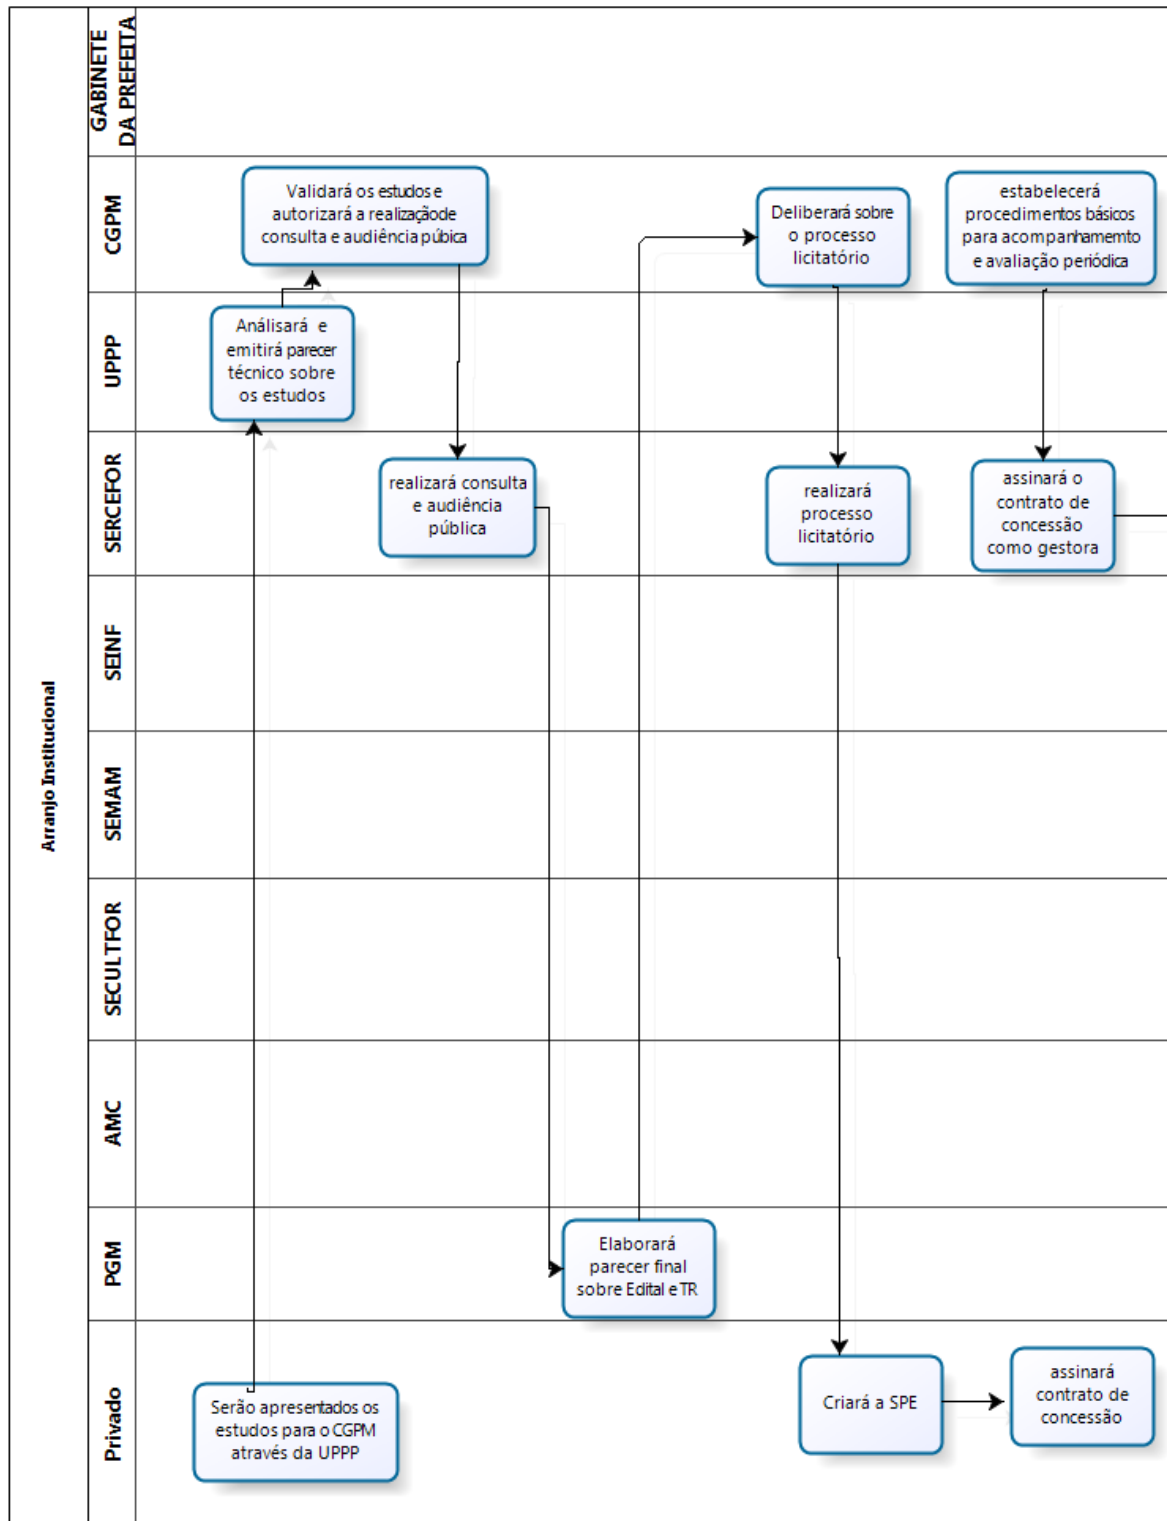 Arranjo Institucional
GABINETE
DA PREFEITA
CGPM
Validará os estudos e
autorizará a realizaçãode
consulta e audiência púbica
Deliberará sobre
o processo
licitatório
estabelecerá
procedimentos básicos
para acompanhamemto
e avaliação periódica
UPPP
Análisará e
emitirá parecer
técnico sobre
os estudos
SERCEFOR
realizará consulta
e audiência
pública
realizará
processo
licitatório
assinará o
contrato de
concessão
como gestora
SEINF
SEMAM
SECULTFOR
AMC
PGM
Elaborará
parecer final
sobre Edital e TR
Privado
Serão apresentados os
estudos para o CGPM
através da UPPP
Criará a SPE
assinará
contrato de
concessão